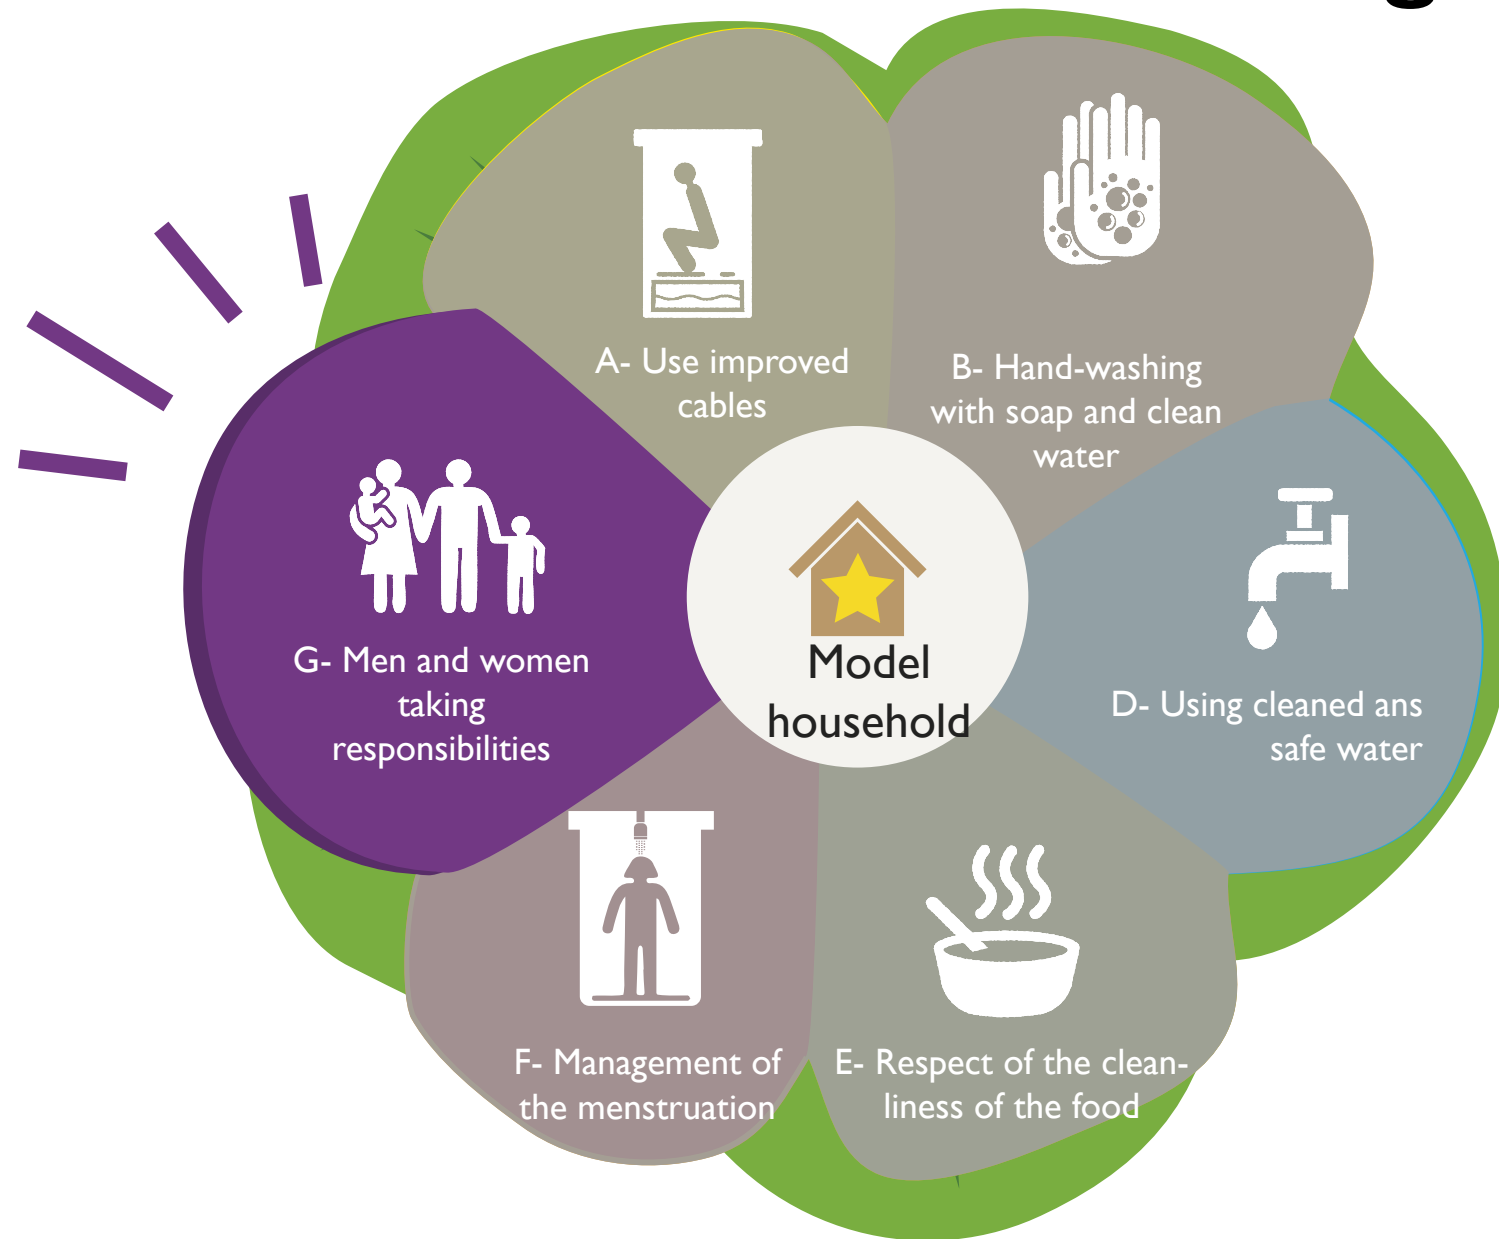 A- Use improved
cables
B- Hand-washing
with soap and clean
water
Model
household
G- Men and women
taking
responsibilities
D- Using cleaned ans
safe water
F- Management of
the menstruation
E- Respect of the clean-
liness of the food